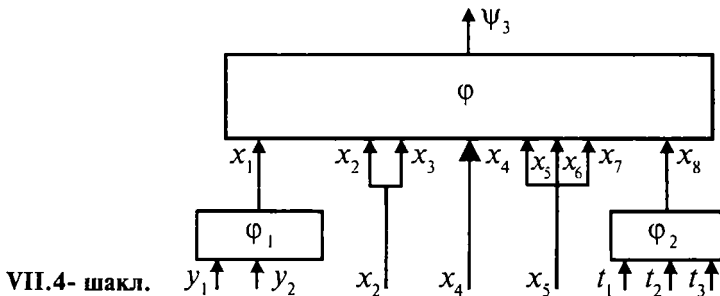 ψ₃
φ
x₁ x₂ x₃ x₄ x₅ x₆ x₇ x₈
φ₁ φ₂
VII.4- шакл. y₁ y₂ x₂ x₄ x₅ t₁ t₂ t₃